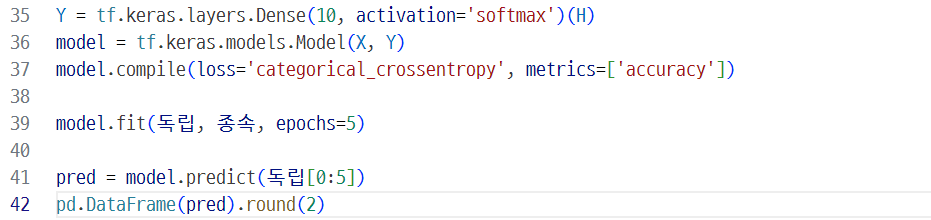 35 Y = tf.keras.layers.Dense(10, activation='softmax')(H)
36 model = tf.keras.models.Model(X, Y)
37 model.compile(loss='categorical_crossentropy', metrics=['accuracy'])
38
39 model.fit(독립, 종속, epochs=5)
40
41 pred = model.predict(독립[0:5])
42 pd.DataFrame(pred).round(2)